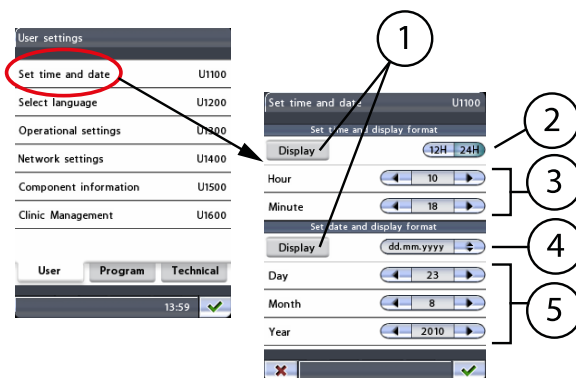 User settings
Set time and date U1100
Select language U1200
Operational settings U1300
Network settings U1400
Component information U1500
Clinic Management U1600
User Program Technical
13:59
1
Set time and date U1100
Set time and display format
Display 12H 24H
Hour 10
Minute 18
Set date and display format
Display dd.mm.yyyy
Day 23
Month 8
Year 2010
2
3
4
5